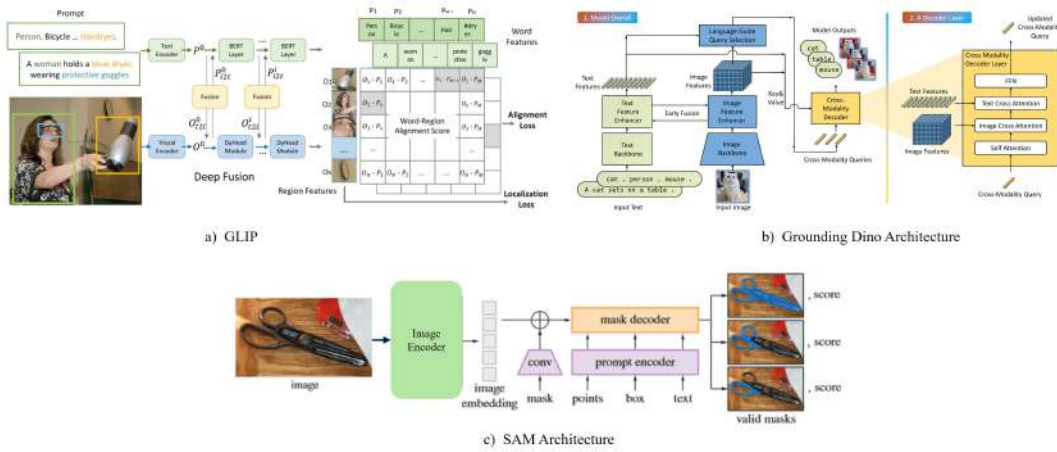 Prompt
Person. Bicycle ... Hairdryer.
A woman holds a blow dryer,
wearing protective goggles
Text
Encoder
BERT
Layer
...
BERT
Layer
Fusion
Fusion
Visual
Encoder
DyHead
Module
...
DyHead
Module
Deep Fusion
Region Features
Word
Features
Word-Region
Alignment Score
Alignment
Loss
Localization
Loss
a) GLIP
1. Model Overall
Language-Guide
Query Selection
Model Outputs
cat
table
mouse
Text
Features
Image
Features
Key&
Value
Text
Feature
Enhancer
Early Fusion
Image
Feature
Enhancer
Cross-
Modality
Decoder
Text
Backbone
Image
Backbone
Cross-Modality Queries
cat . person . mouse .
A cat sets on a table .
Input Text
Input Image
2. A Decoder Layer
Updated
Cross-Modality
Query
Cross Modality
Decoder Layer
FFN
Text Features
Text Cross Attention
Image Cross Attention
Image Features
Self Attention
Cross-Modality
Query
b) Grounding Dino Architecture
image
Image
Encoder
image
embedding
conv
mask
mask decoder
prompt encoder
points
box
text
, score
, score
, score
valid masks
c) SAM Architecture